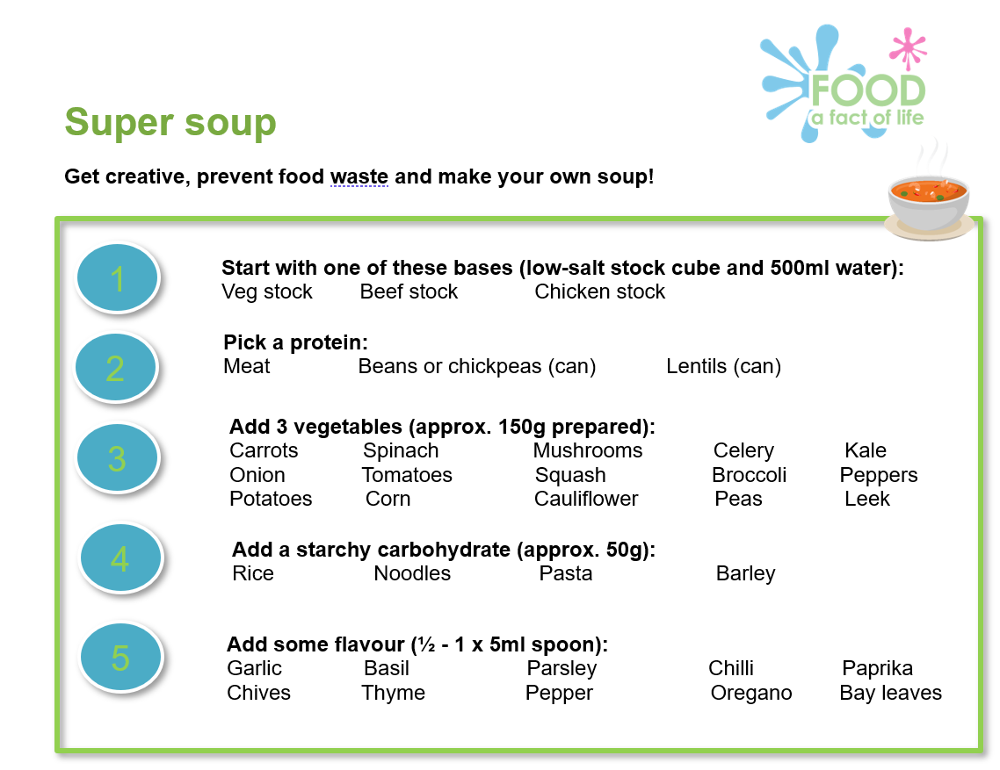 FOOD
a fact of life
Super soup
Get creative, prevent food waste and make your own soup!
1
Start with one of these bases (low-salt stock cube and 500ml water):
Veg stock Beef stock Chicken stock
2
Pick a protein:
Meat Beans or chickpeas (can) Lentils (can)
3
Add 3 vegetables (approx. 150g prepared):
Carrots Spinach Mushrooms Celery Kale
Onion Tomatoes Squash Broccoli Peppers
Potatoes Corn Cauliflower Peas Leek
4
Add a starchy carbohydrate (approx. 50g):
Rice Noodles Pasta Barley
5
Add some flavour (½ - 1 x 5ml spoon):
Garlic Basil Parsley Chilli Paprika
Chives Thyme Pepper Oregano Bay leaves